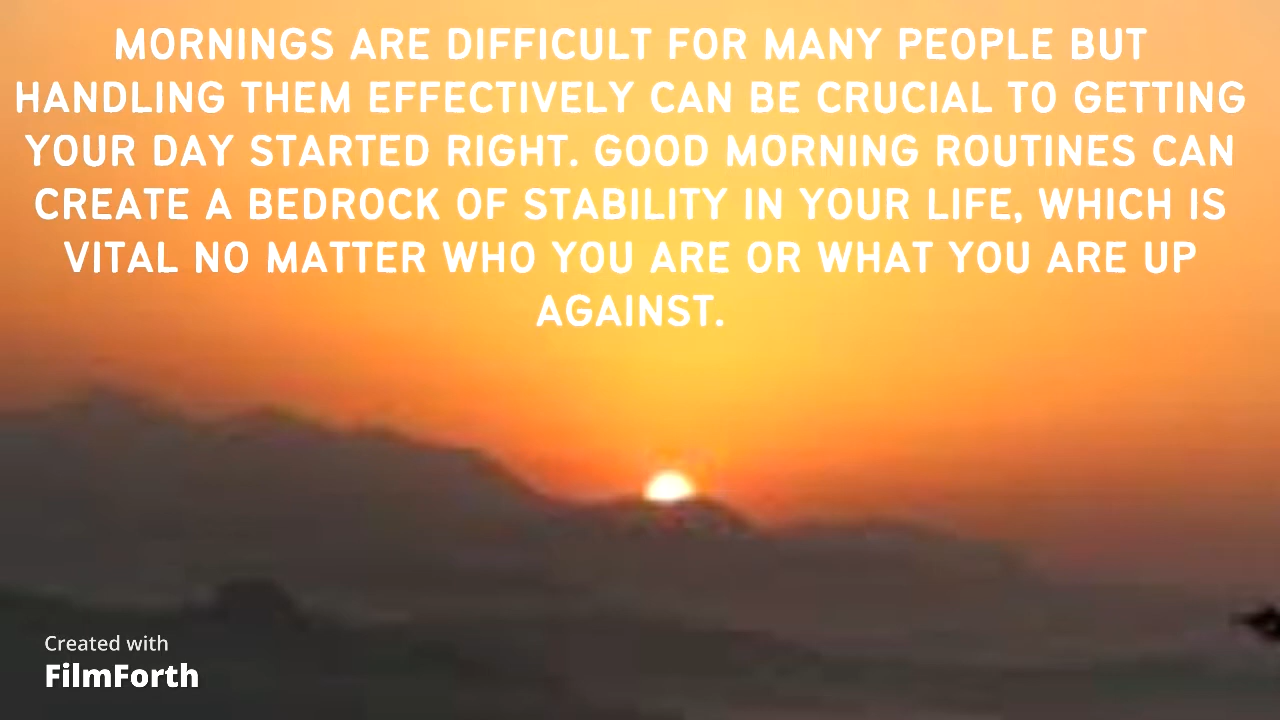 MORNINGS ARE DIFFICULT FOR MANY PEOPLE BUT
HANDLING THEM EFFECTIVELY CAN BE CRUCIAL TO GETTING
YOUR DAY STARTED RIGHT. GOOD MORNING ROUTINES CAN
CREATE A BEDROCK OF STABILITY IN YOUR LIFE, WHICH IS
VITAL NO MATTER WHO YOU ARE OR WHAT YOU ARE UP
AGAINST.
Created with
FilmForth